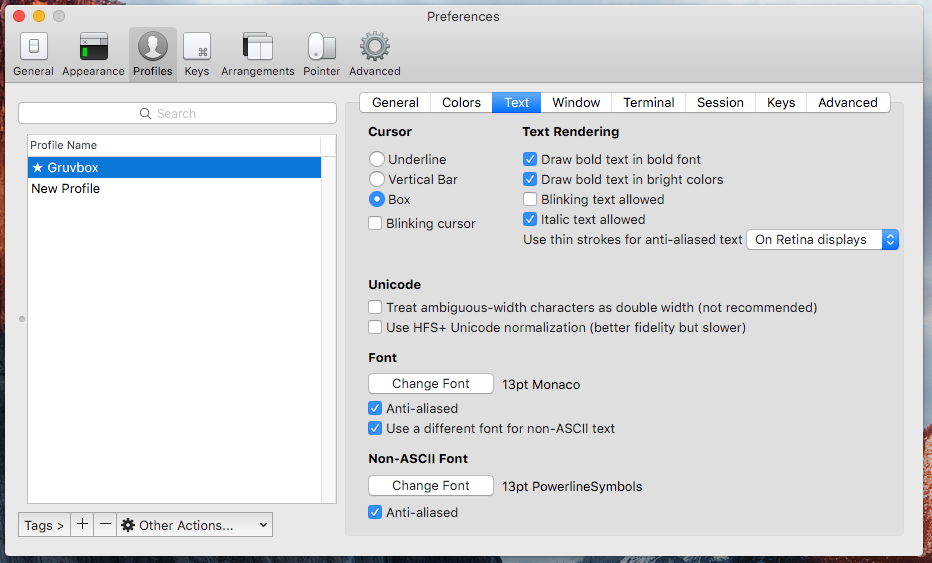 Preferences
General Appearance Profiles Keys Arrangements Pointer Advanced
Search
Profile Name
★ Gruvbox
New Profile
Tags > + − Other Actions...
General Colors Text Window Terminal Session Keys Advanced
Cursor
Underline
Vertical Bar
Box
Blinking cursor
Text Rendering
Draw bold text in bold font
Draw bold text in bright colors
Blinking text allowed
Italic text allowed
Use thin strokes for anti-aliased text On Retina displays
Unicode
Treat ambiguous-width characters as double width (not recommended)
Use HFS+ Unicode normalization (better fidelity but slower)
Font
Change Font 13pt Monaco
Anti-aliased
Use a different font for non-ASCII text
Non-ASCII Font
Change Font 13pt PowerlineSymbols
Anti-aliased